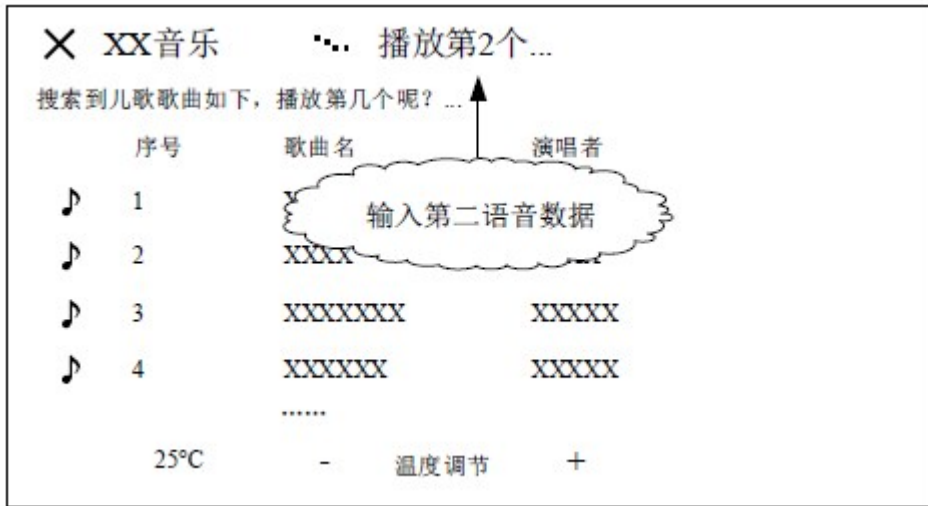 XX音乐 播放第2个...
搜索到儿歌歌曲如下，播放第几个呢？...
序号 歌曲名 演唱者
1
输入第二语音数据
2 XXXX
3 XXXXXXX XXXXX
4 XXXXXX XXXXX
......
25℃ - 温度调节 +